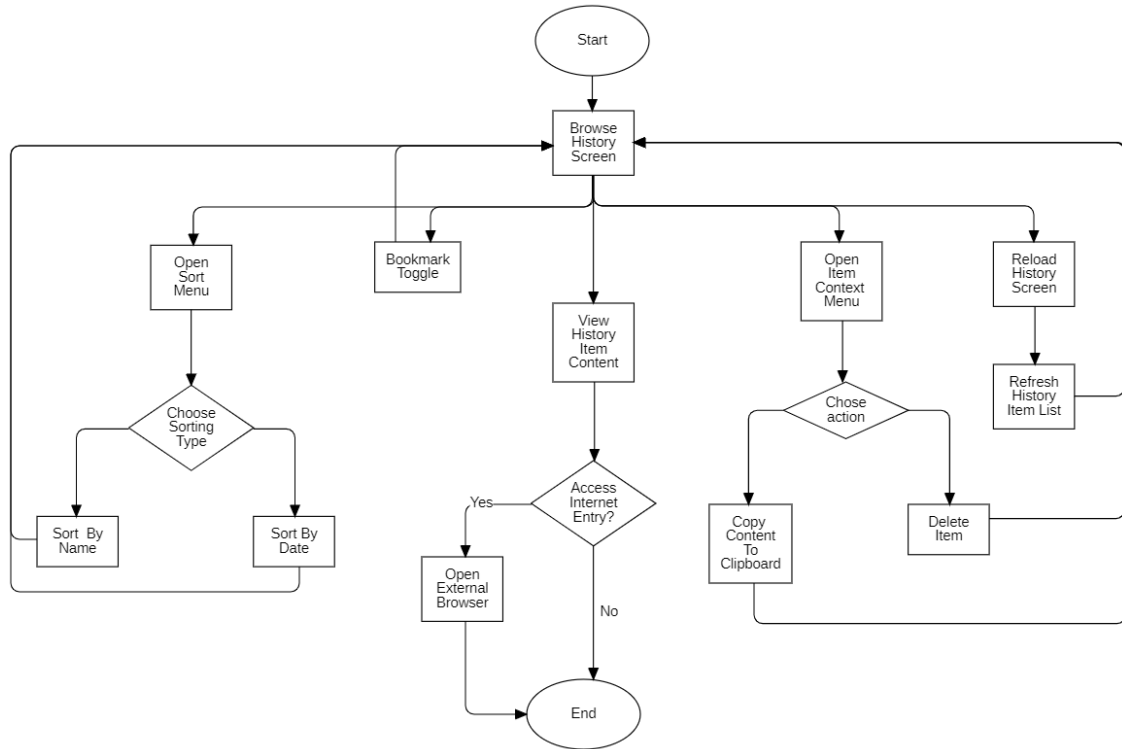 Start
Browse
History
Screen
Open
Sort
Menu
Bookmark
Toggle
View
History
Item
Content
Open
Item
Context
Menu
Reload
History
Screen
Refresh
History
Item List
Choose
Sorting
Type
Chose
action
Access
Internet
Entry?
Yes
Sort By
Name
Sort By
Date
Copy
Content
To
Clipboard
Delete
Item
Open
External
Browser
No
End